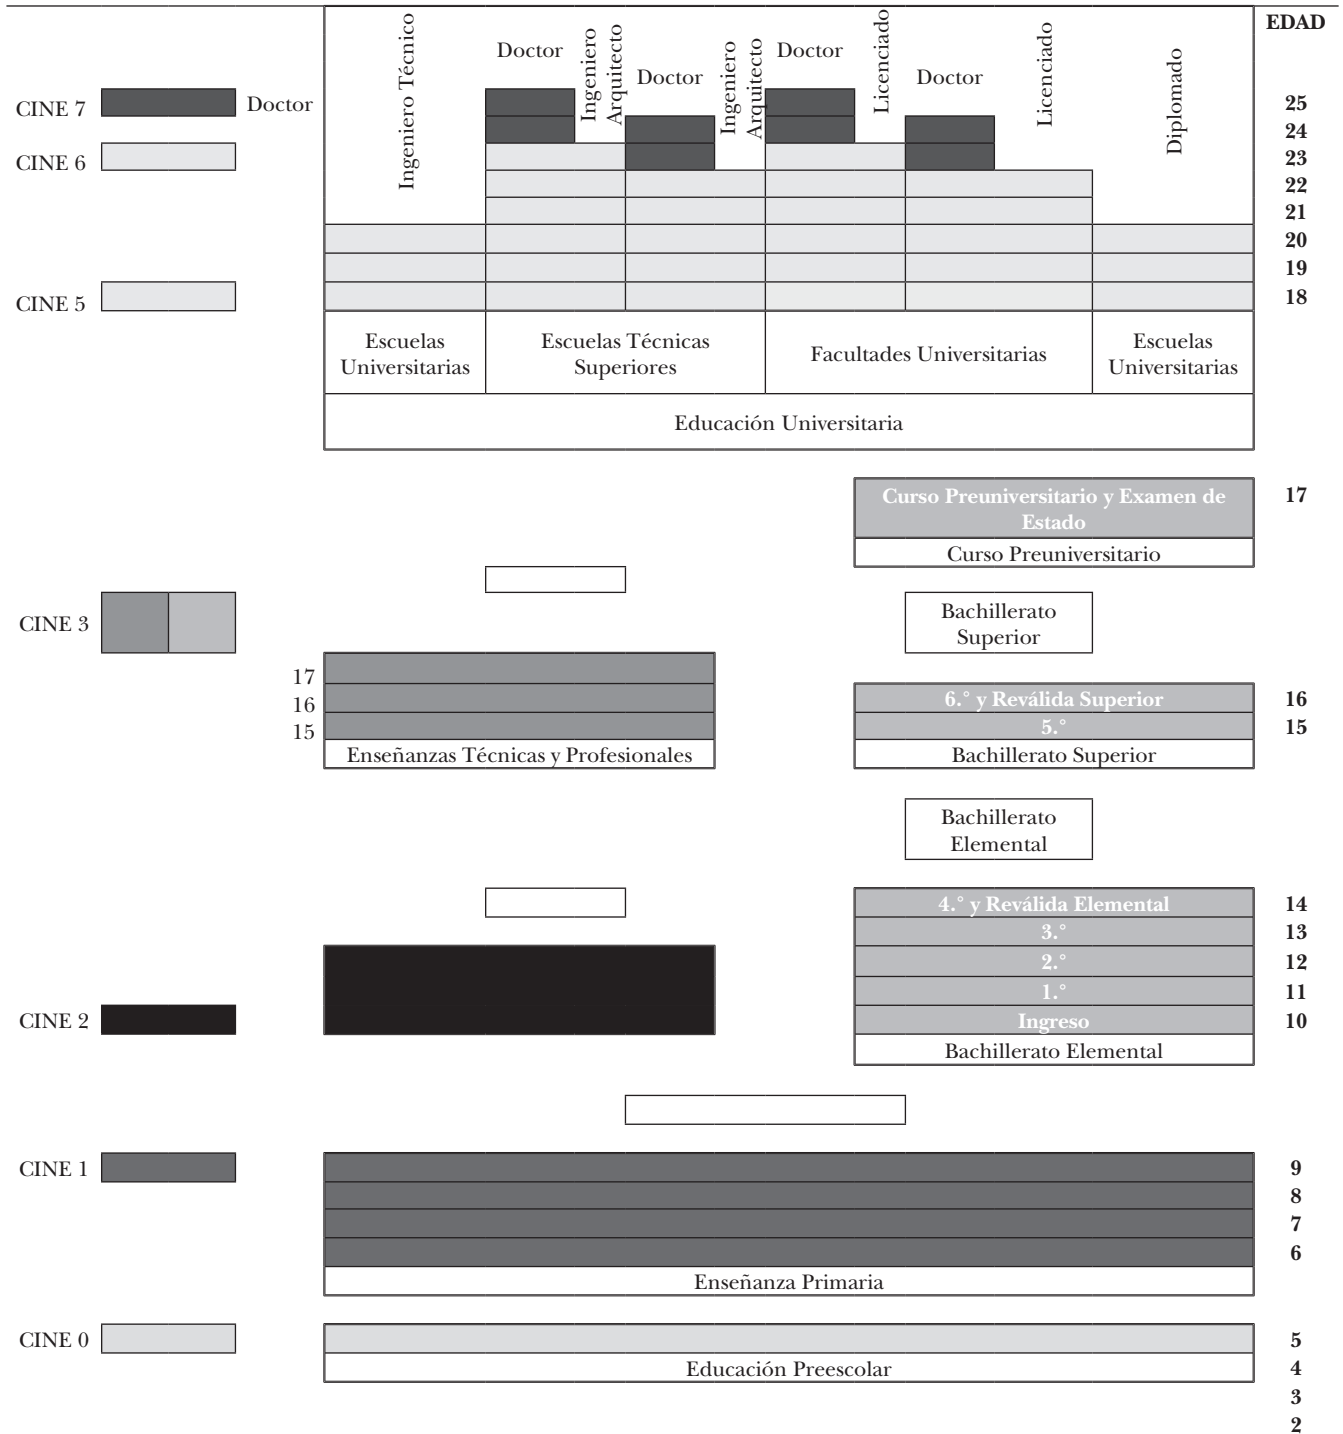 EDAD
Ingeniero Técnico
Doctor
Ingeniero
Arquitecto
Doctor
Ingeniero
Arquitecto
Doctor
Licenciado
Doctor
Licenciado
Diplomado
CINE 7
Doctor
25
24
CINE 6
23
22
21
20
19
CINE 5
18
Escuelas
Universitarias
Escuelas Técnicas
Superiores
Facultades Universitarias
Escuelas
Universitarias
Educación Universitaria
Curso Preuniversitario y Examen de
Estado
17
Curso Preuniversitario
CINE 3
Bachillerato
Superior
17
16
15
Enseñanzas Técnicas y Profesionales
6.° y Reválida Superior
16
5.°
15
Bachillerato Superior
Bachillerato
Elemental
4.° y Reválida Elemental
14
3.°
13
2.°
12
1.°
11
CINE 2
Ingreso
10
Bachillerato Elemental
CINE 1
9
8
7
6
Enseñanza Primaria
CINE 0
5
Educación Preescolar
4
3
2